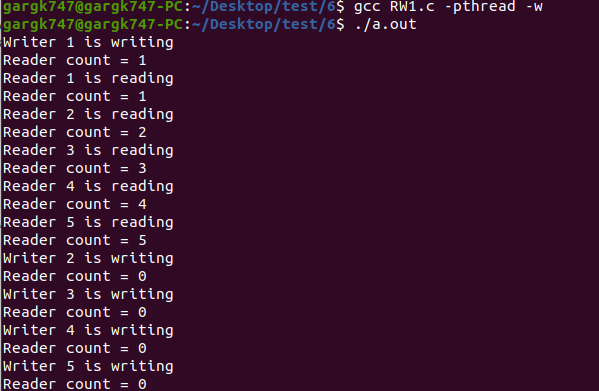 gargk747@gargk747-PC:~/Desktop/test/6$ gcc RW1.c -pthread -w
gargk747@gargk747-PC:~/Desktop/test/6$ ./a.out
Writer 1 is writing
Reader count = 1
Reader 1 is reading
Reader count = 1
Reader 2 is reading
Reader count = 2
Reader 3 is reading
Reader count = 3
Reader 4 is reading
Reader count = 4
Reader 5 is reading
Reader count = 5
Writer 2 is writing
Reader count = 0
Writer 3 is writing
Reader count = 0
Writer 4 is writing
Reader count = 0
Writer 5 is writing
Reader count = 0